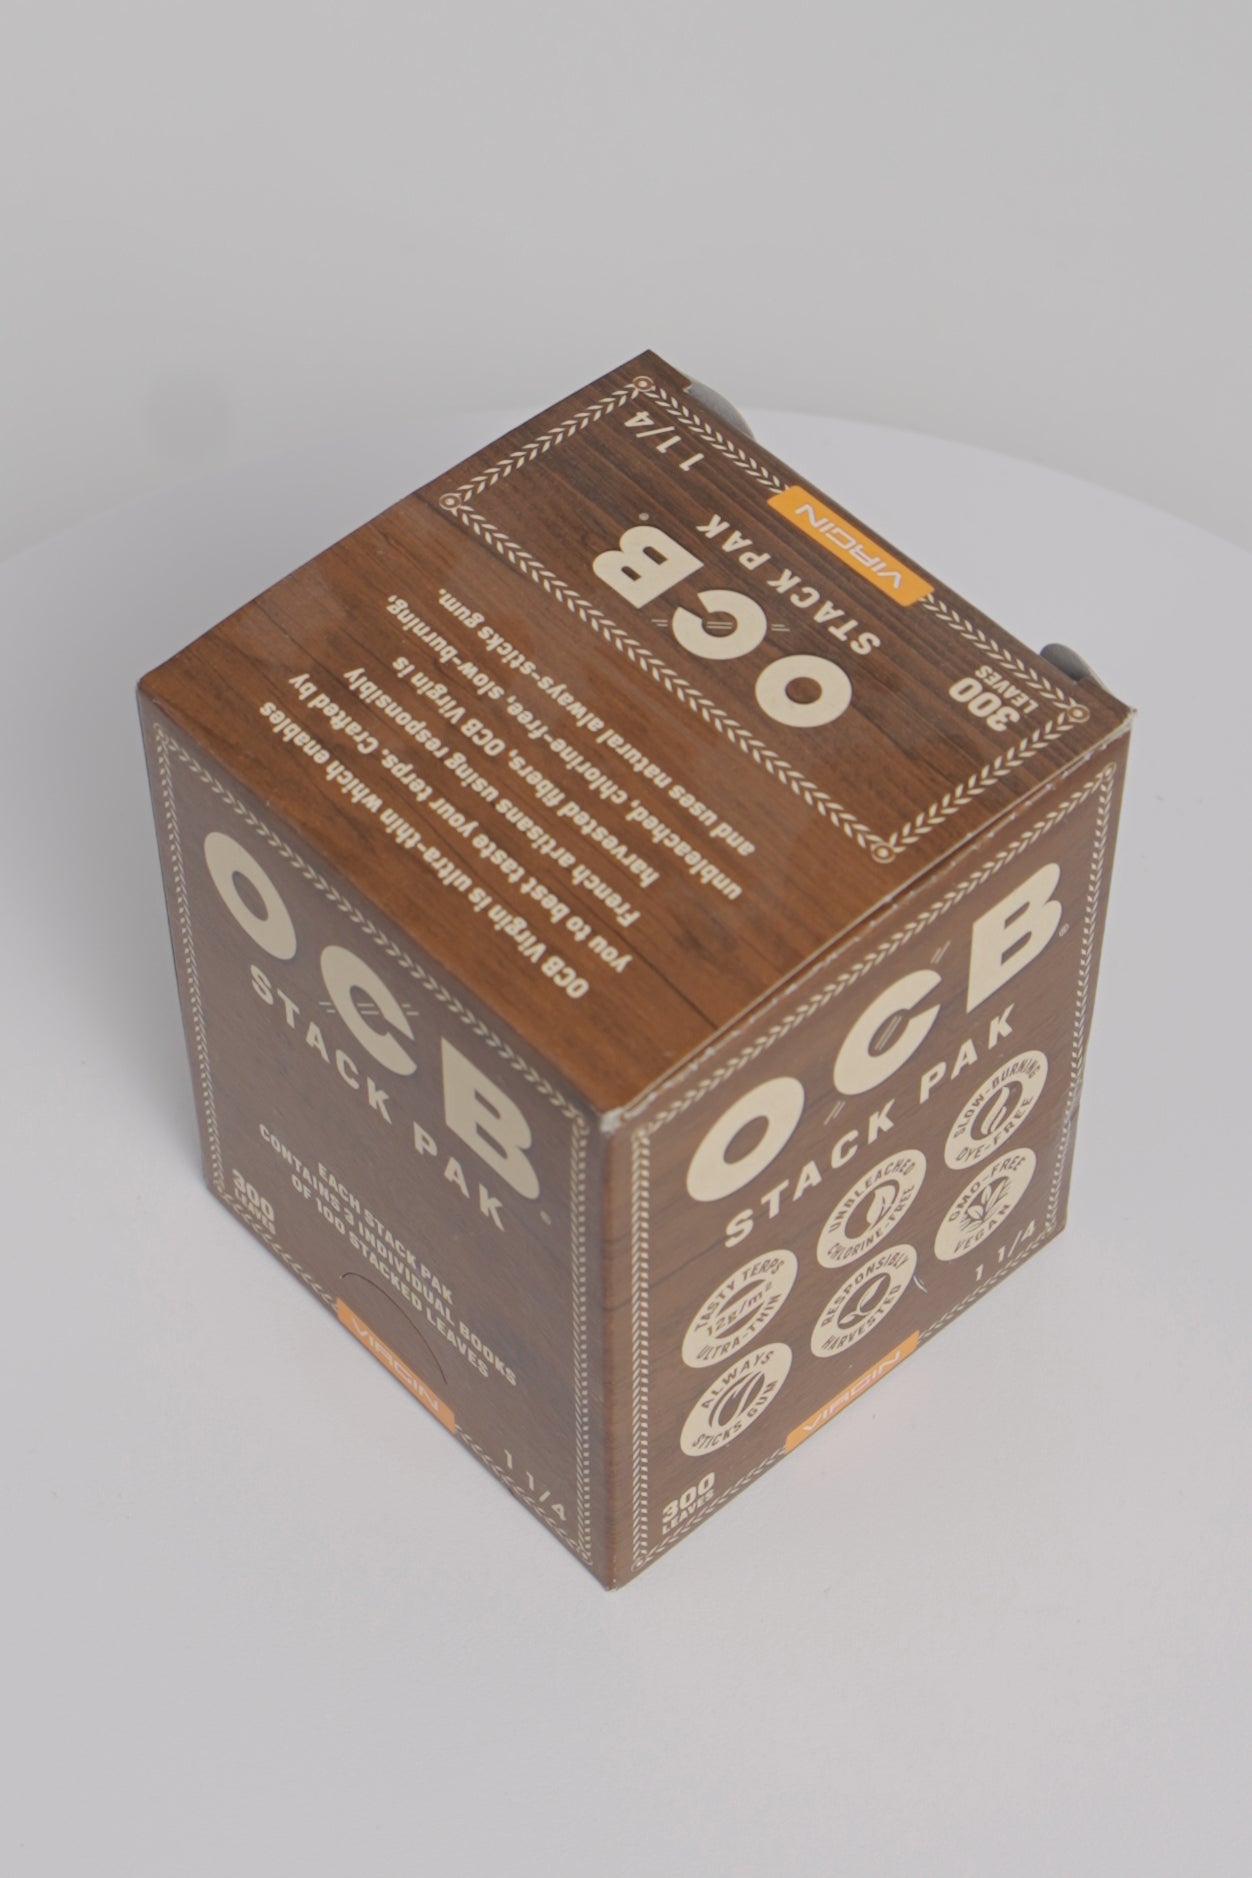 1 1/4
VIRGIN
OCB®
STACK PAK
300
LEAVES
OCB Virgin is ultra-thin which enables
you to best taste your terps. Crafted by
French artisans using responsibly
harvested fibers, OCB Virgin is
unbleached, chlorine-free, slow-burning,
and uses natural always-sticks gum.
OCB®
STACK PAK
EACH STACK PAK
CONTAINS 3 INDIVIDUAL BOOKS
OF 100 STACKED LEAVES
300
LEAVES
VIRGIN
1 1/4
OCB®
STACK PAK
TASTY TERPS
12g/m²
ULTRA-THIN
UNBLEACHED
CHLORINE-FREE
SLOW-BURNING
DYE-FREE
ALWAYS
STICKS GUM
RESPONSIBLY
HARVESTED
GMO-FREE
VEGAN
300
LEAVES
VIRGIN
1 1/4